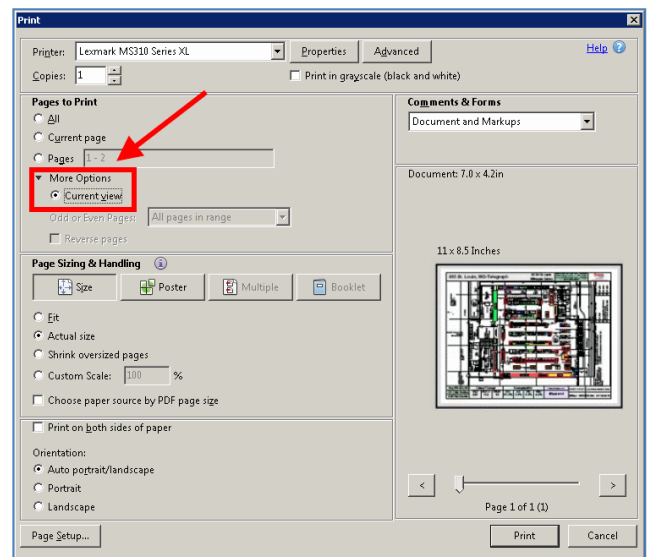 Print
Printer: Lexmark MS310 Series XL Properties Advanced Help
Copies: 1 Print in grayscale (black and white)
Pages to Print
All
Current page
Pages 1 - 2
More Options
Current view
Odd or Even Pages: All pages in range
Reverse pages
Comments & Forms
Document and Markups
Document: 7.0 x 4.2in
11 x 8.5 Inches
Page Sizing & Handling
Size Poster Multiple Booklet
Fit
Actual size
Shrink oversized pages
Custom Scale: 100 %
Choose paper source by PDF page size
Print on both sides of paper
Orientation:
Auto portrait/landscape
Portrait
Landscape
< >
Page 1 of 1 (1)
Page Setup... Print Cancel